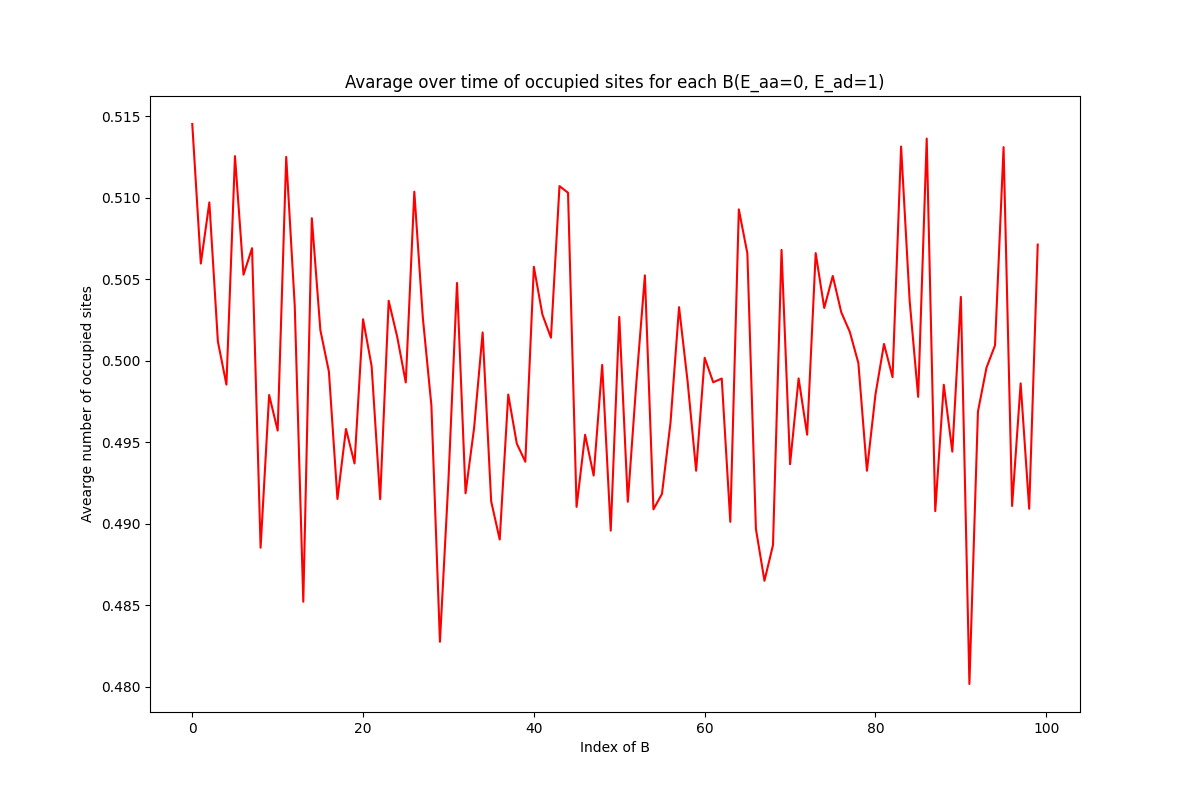 Avarage over time of occupied sites for each B(E_aa=0, E_ad=1)
0.515
0.510
0.505
0.500
0.495
0.490
0.485
0.480
Avearge number of occupied sites
0 20 40 60 80 100
Index of B